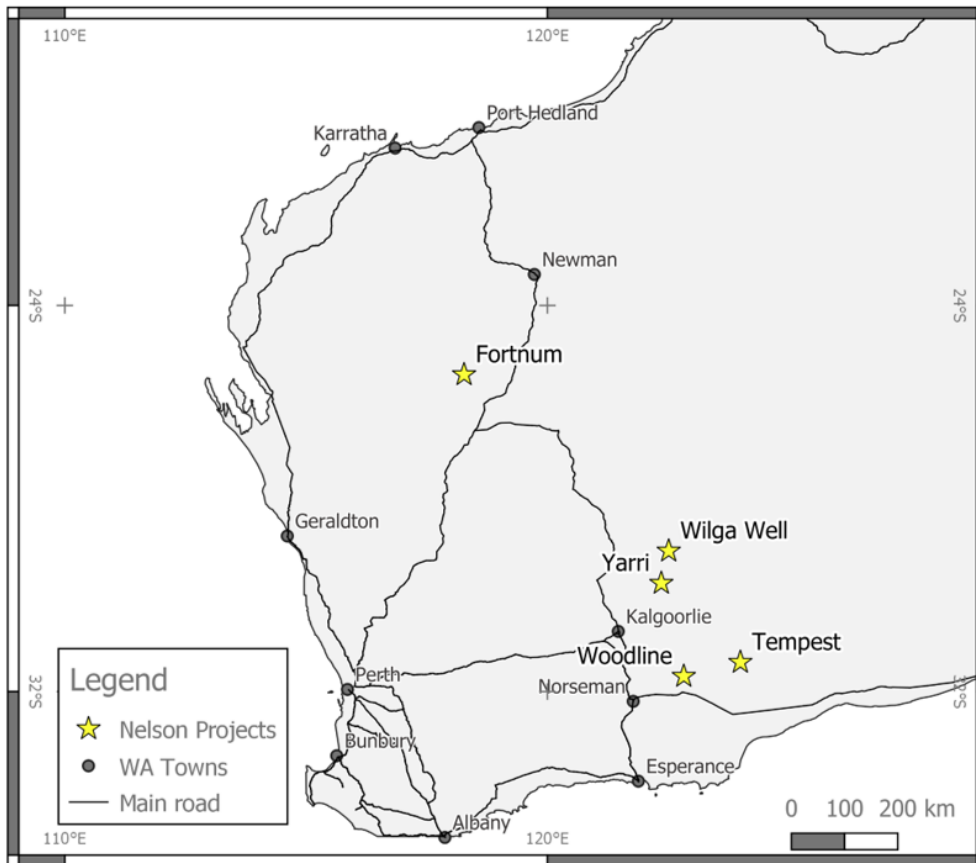 110°E
120°E
Port Hedland
Karratha
Newman
24°S
24°S
Fortnum
Geraldton
Wilga Well
Yarri
Kalgoorlie
Tempest
Woodline
Perth
Norseman
32°S
32°S
Bunbury
Esperance
Albany
Legend
Nelson Projects
WA Towns
Main road
0 100 200 km
110°E
120°E